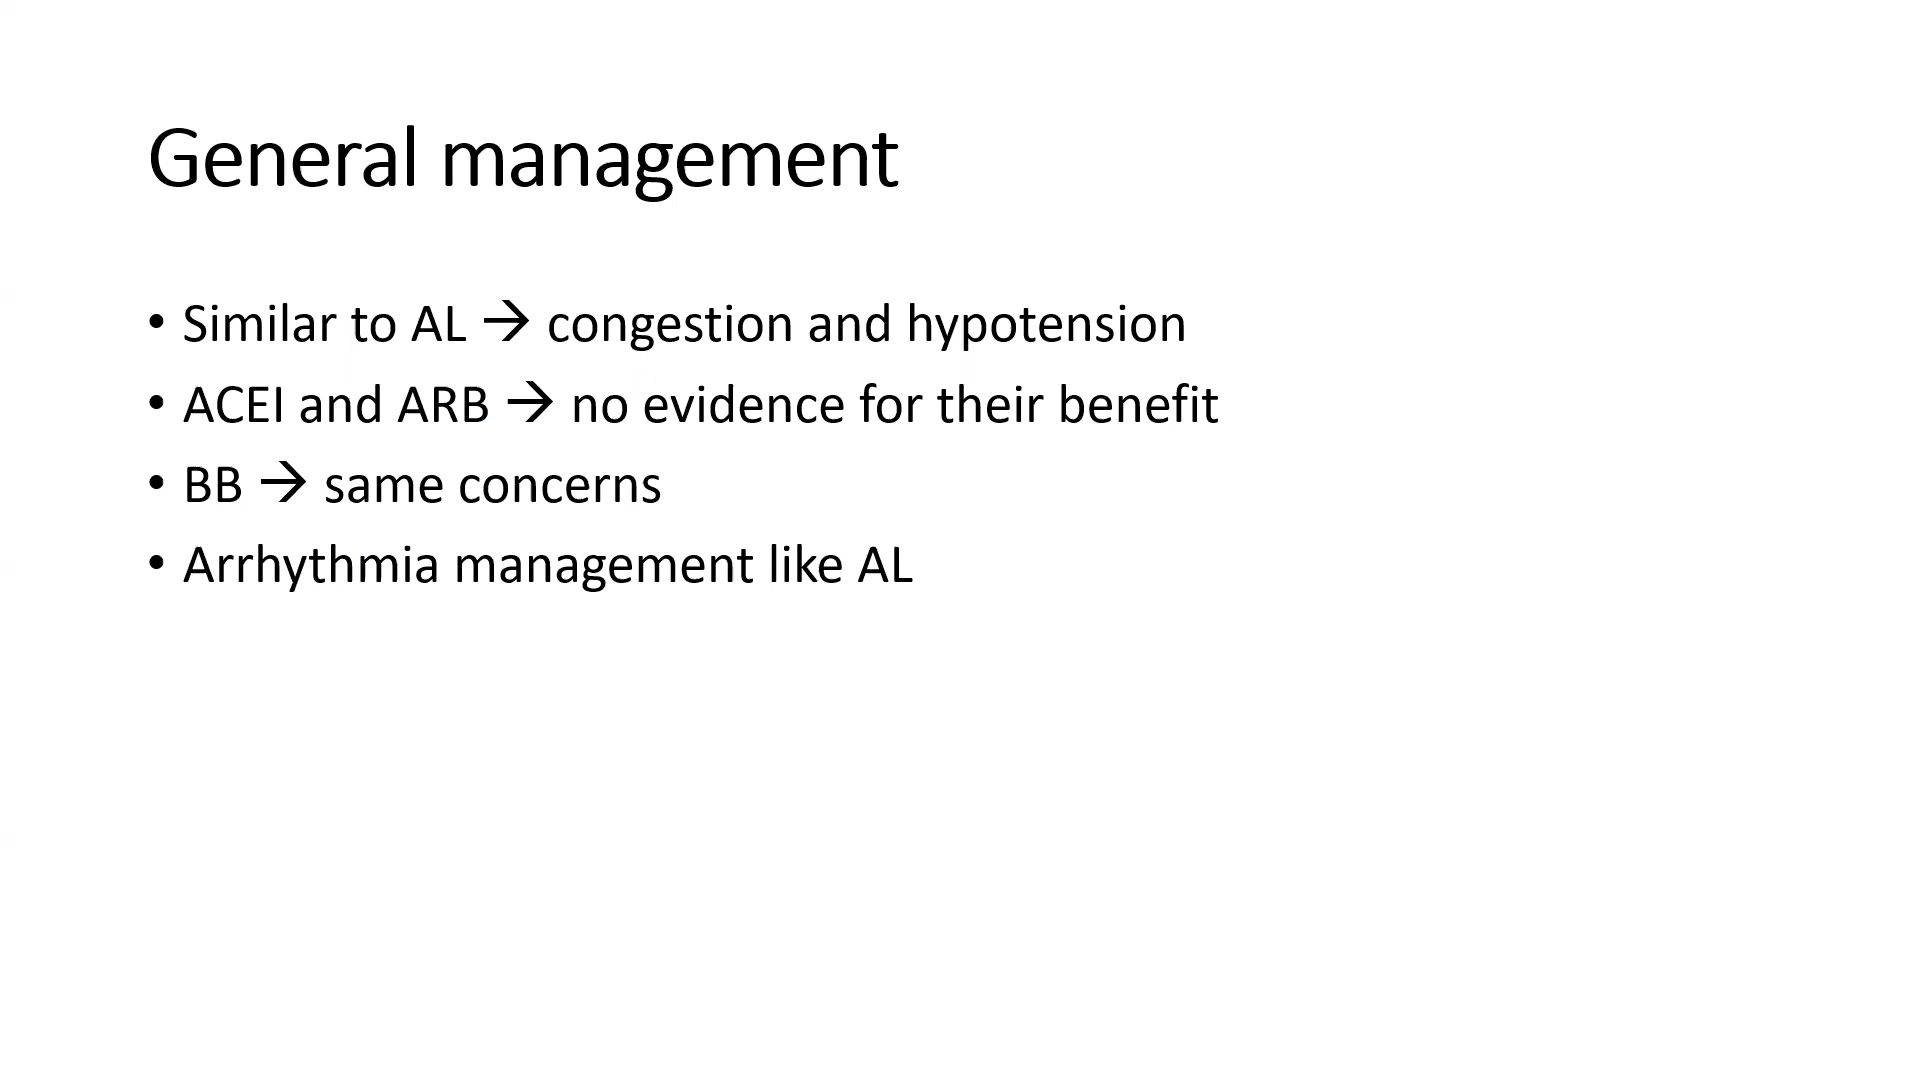 General management
• Similar to AL → congestion and hypotension
• ACEI and ARB → no evidence for their benefit
• BB → same concerns
• Arrhythmia management like AL